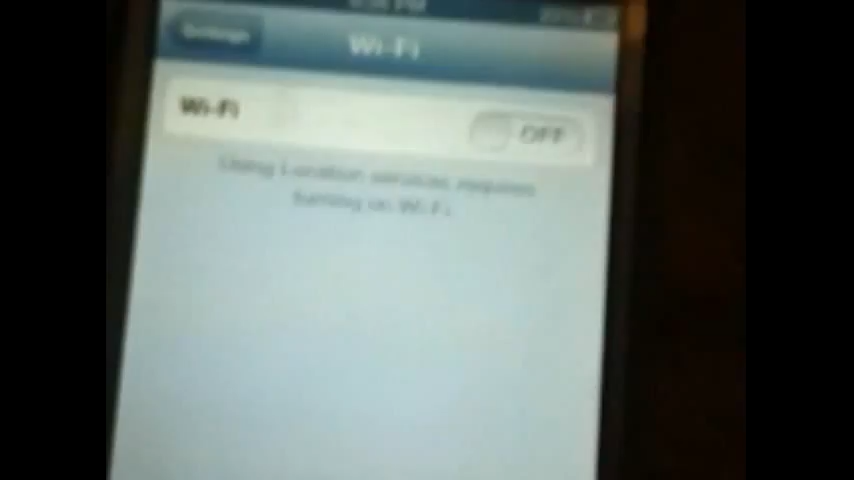 Settings
Wi-Fi
Wi-Fi
OFF
Using Location services requires
turning on Wi-Fi.